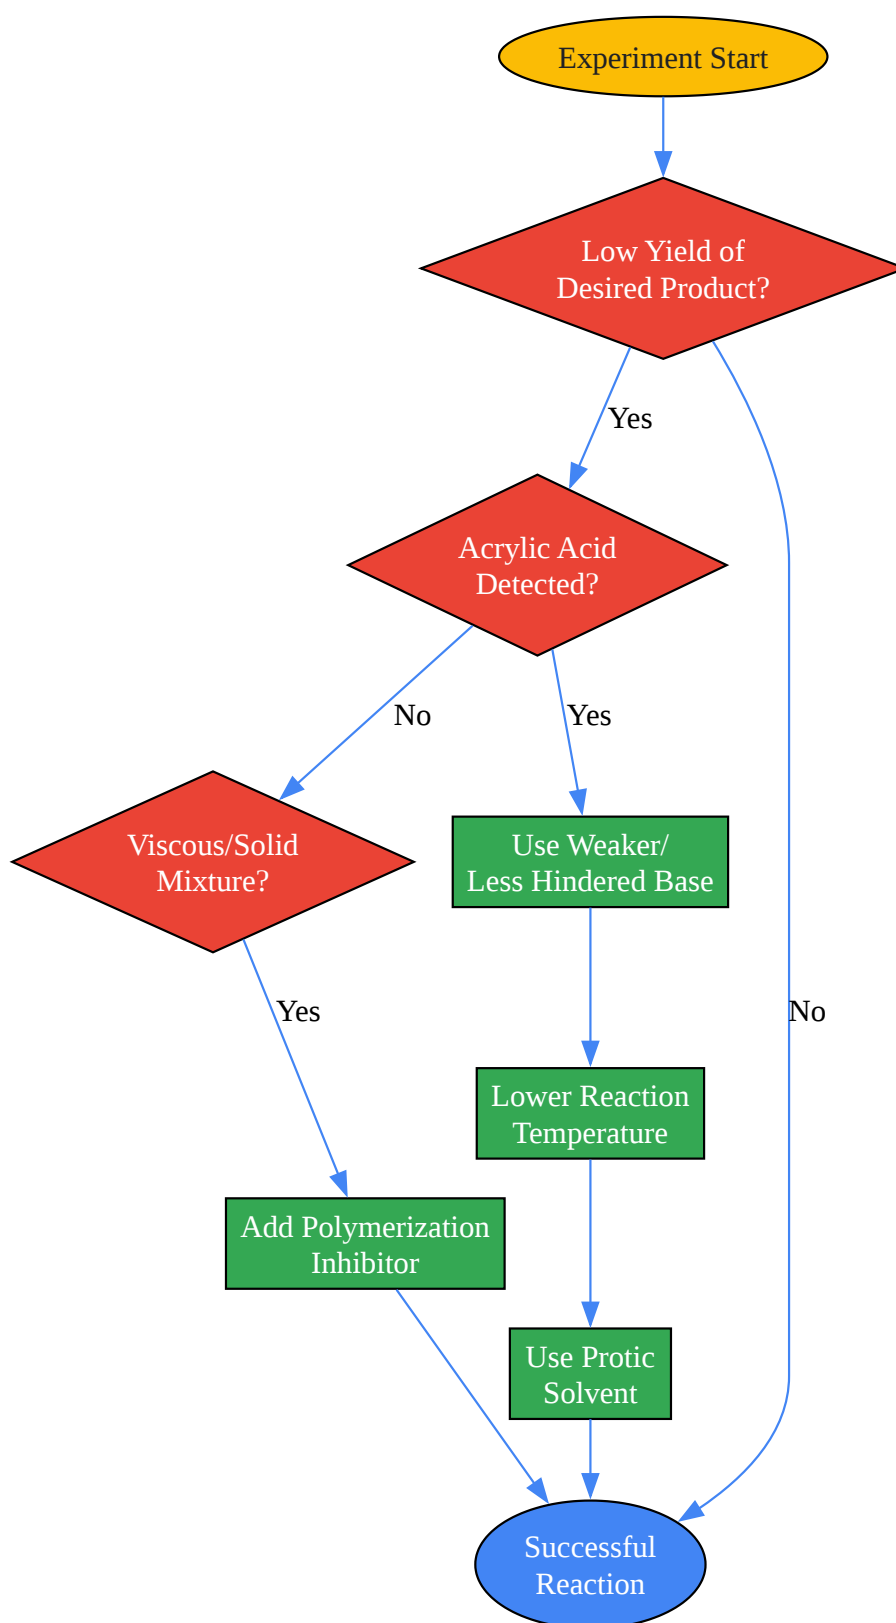 Experiment Start
Low Yield of
Desired Product?
Yes
Acrylic Acid
Detected?
No
Yes
Viscous/Solid
Mixture?
Use Weaker/
Less Hindered Base
Yes
No
Lower Reaction
Temperature
Add Polymerization
Inhibitor
Use Protic
Solvent
Successful
Reaction